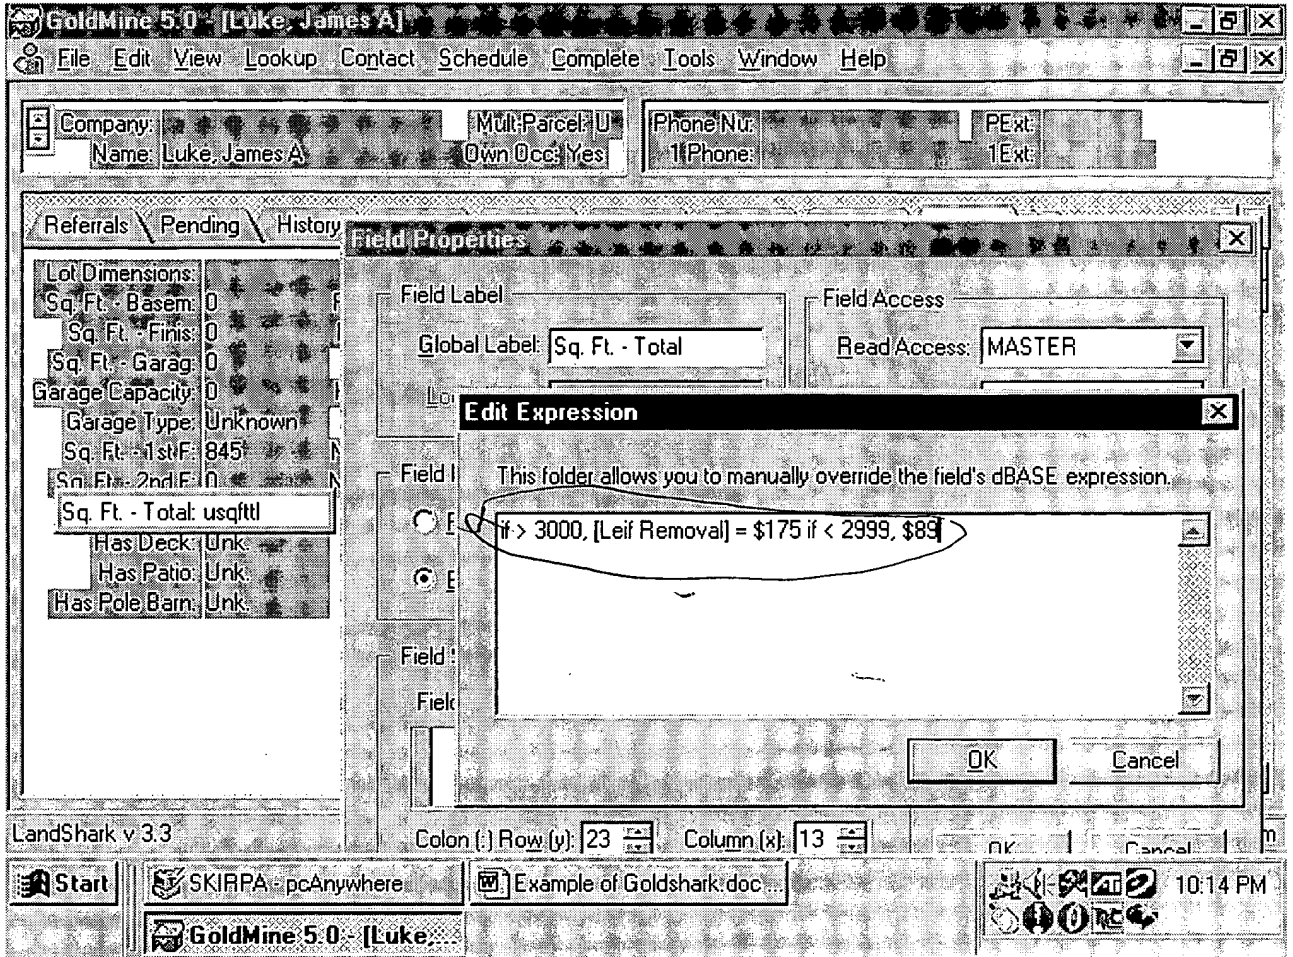 GoldMine 5.0 - [Luke, James A]
File Edit View Lookup Contact Schedule Complete Tools Window Help
Company: Mult-Parcel: U Phone Nu: PExt:
Name: Luke, James A Own Occ: Yes 1 Phone: 1Ext:
Referrals Pending History
Field Properties
Lot Dimensions:
Sq. Ft. - Basem: 0
Sq. Ft. - Finis: 0
Sq. Ft. - Garag: 0
Garage Capacity: 0
Garage Type: Unknown
Sq. Ft. - 1st F: 845
Sq. Ft. - 2nd F: 0
Sq. Ft. - Total: usqfttl
Has Deck: Unk.
Has Patio: Unk.
Has Pole Barn: Unk.
Field Label Field Access
Global Label: Sq. Ft. - Total Read Access: MASTER
Lo
Edit Expression
Field
This folder allows you to manually override the field's dBASE expression.
if > 3000, [Leif Removal] = $175 if < 2999, $89
E
Field
Field
OK Cancel
LandShark v 3.3
Colon (:) Row (y): 23 Column (x): 13 OK Cancel
Start SKIRPA - pcAnywhere Example of Goldshark.doc ... 10:14 PM
GoldMine 5.0 - [Luke,...